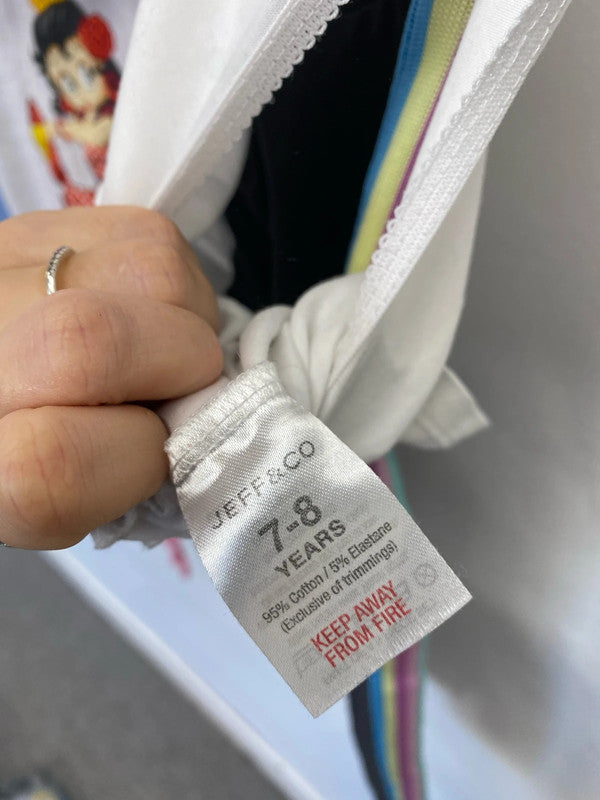 JEFF&CO
7-8
YEARS
95% Cotton / 5% Elastane
(Exclusive of trimmings)
KEEP AWAY
FROM FIRE